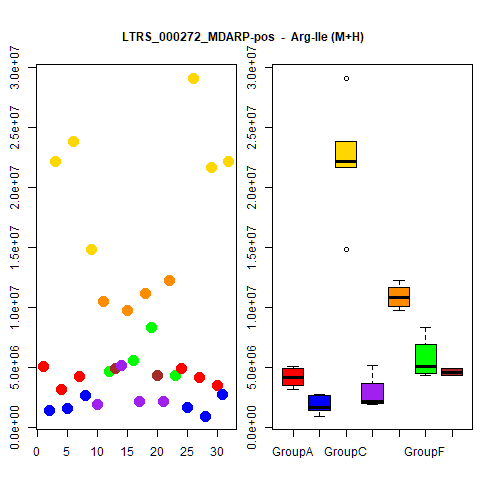 LTRS_000272_MDARP-pos - Arg-Ile (M+H)
3.0e+07
2.5e+07
2.0e+07
1.5e+07
1.0e+07
5.0e+06
0.0e+00
0 5 10 15 20 25 30
3.0e+07
2.5e+07
2.0e+07
1.5e+07
1.0e+07
5.0e+06
0.0e+00
GroupA GroupC GroupF